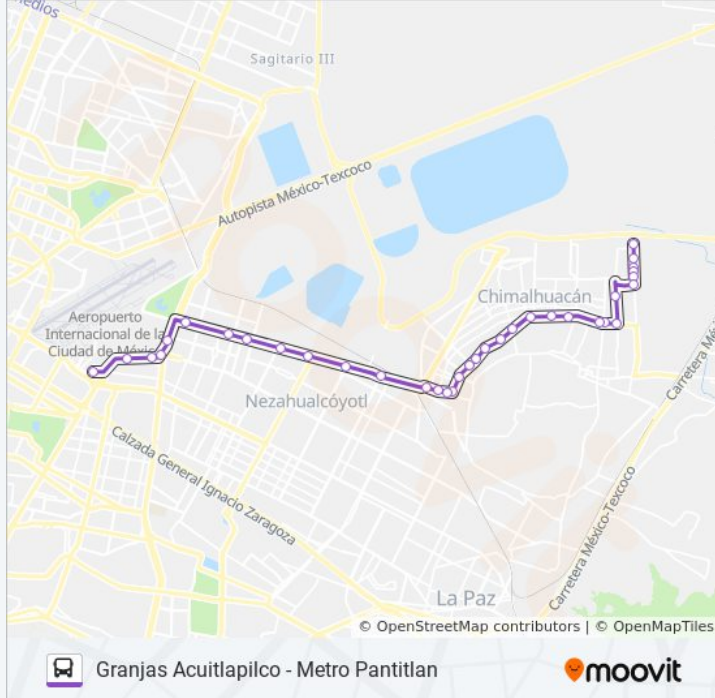 medios
Sagitario III
Autopista México-Texcoco
Chimalhuacán
Aeropuerto
Internacional de la
Ciudad de México
Nezahualcóyotl
Carretera Mé
Calzada General Ignacio Zaragoza
Carretera México-Texcoco
La Paz
© OpenStreetMap contributors | © OpenMapTiles
Granjas Acuitlapilco - Metro Pantitlan
moovit